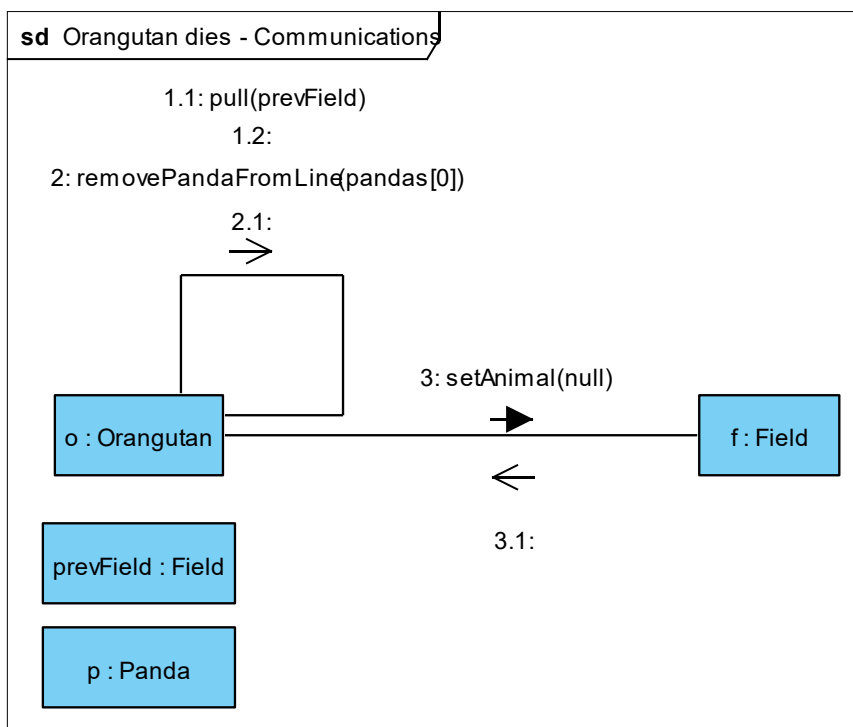 sd Orangutan dies - Communications
1.1: pull(prevField)
1.2:
2: removePandaFromLine(pandas[0])
2.1:
3: setAnimal(null)
o : Orangutan
f : Field
3.1:
prevField : Field
p : Panda